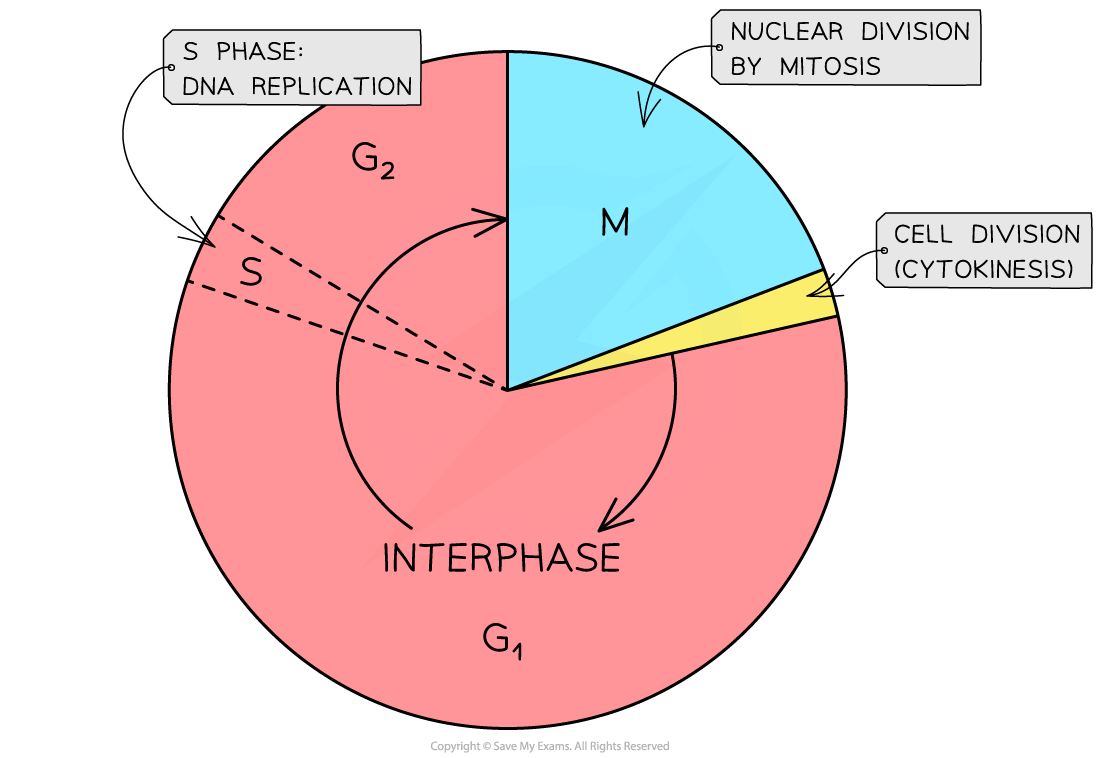 S PHASE:
DNA REPLICATION
NUCLEAR DIVISION
BY MITOSIS
G₂
M
CELL DIVISION
(CYTOKINESIS)
S
INTERPHASE
G₁
Copyright © Save My Exams. All Rights Reserved